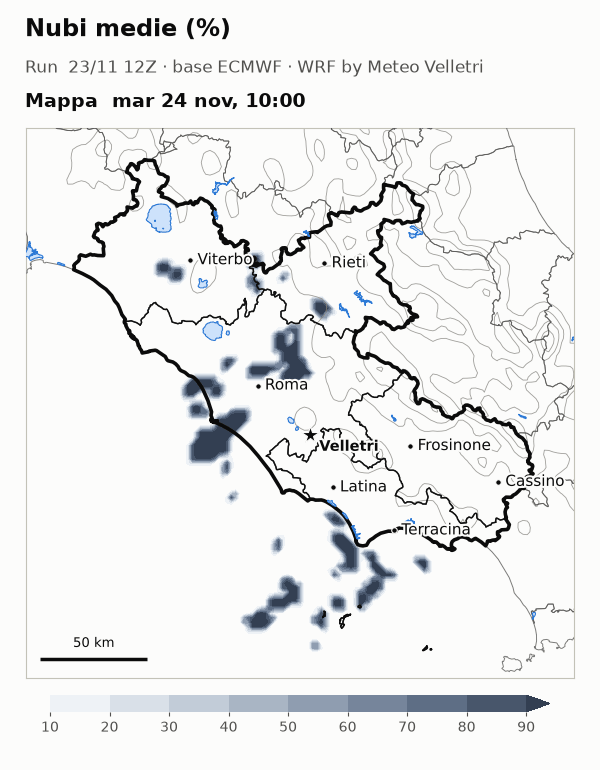 Nubi medie (%)
Run  23/11 12Z · base ECMWF · WRF by Meteo Velletri
Mappa  mar 24 nov, 10:00
Viterbo
Rieti
Roma
Velletri
Frosinone
Cassino
Latina
Terracina
50 km
10 20 30 40 50 60 70 80 90